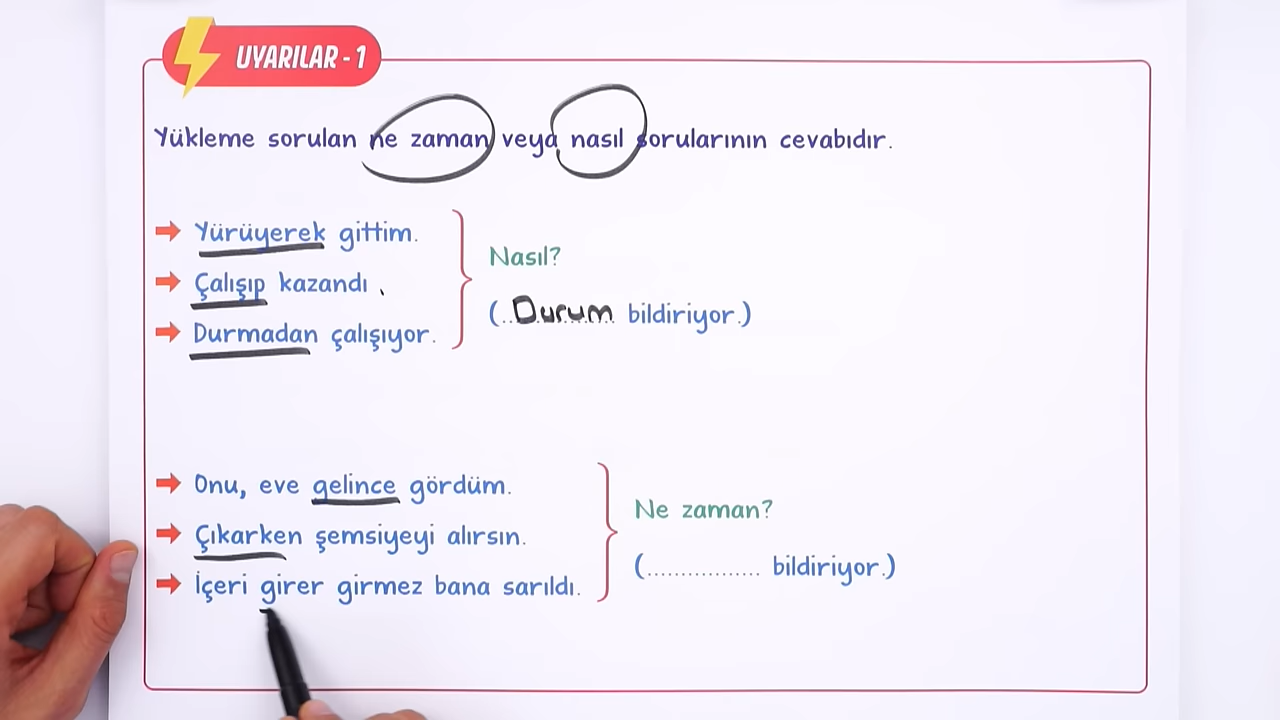 UYARILAR - 1
Yükleme sorulan ne zaman veya nasıl sorularının cevabıdır.
Yürüyerek gittim.
Çalışıp kazandı.
Durmadan çalışıyor.
Nasıl?
(..Durum bildiriyor.)
Onu, eve gelince gördüm.
Çıkarken şemsiyeyi alırsın.
İçeri girer girmez bana sarıldı.
Ne zaman?
(................. bildiriyor.)